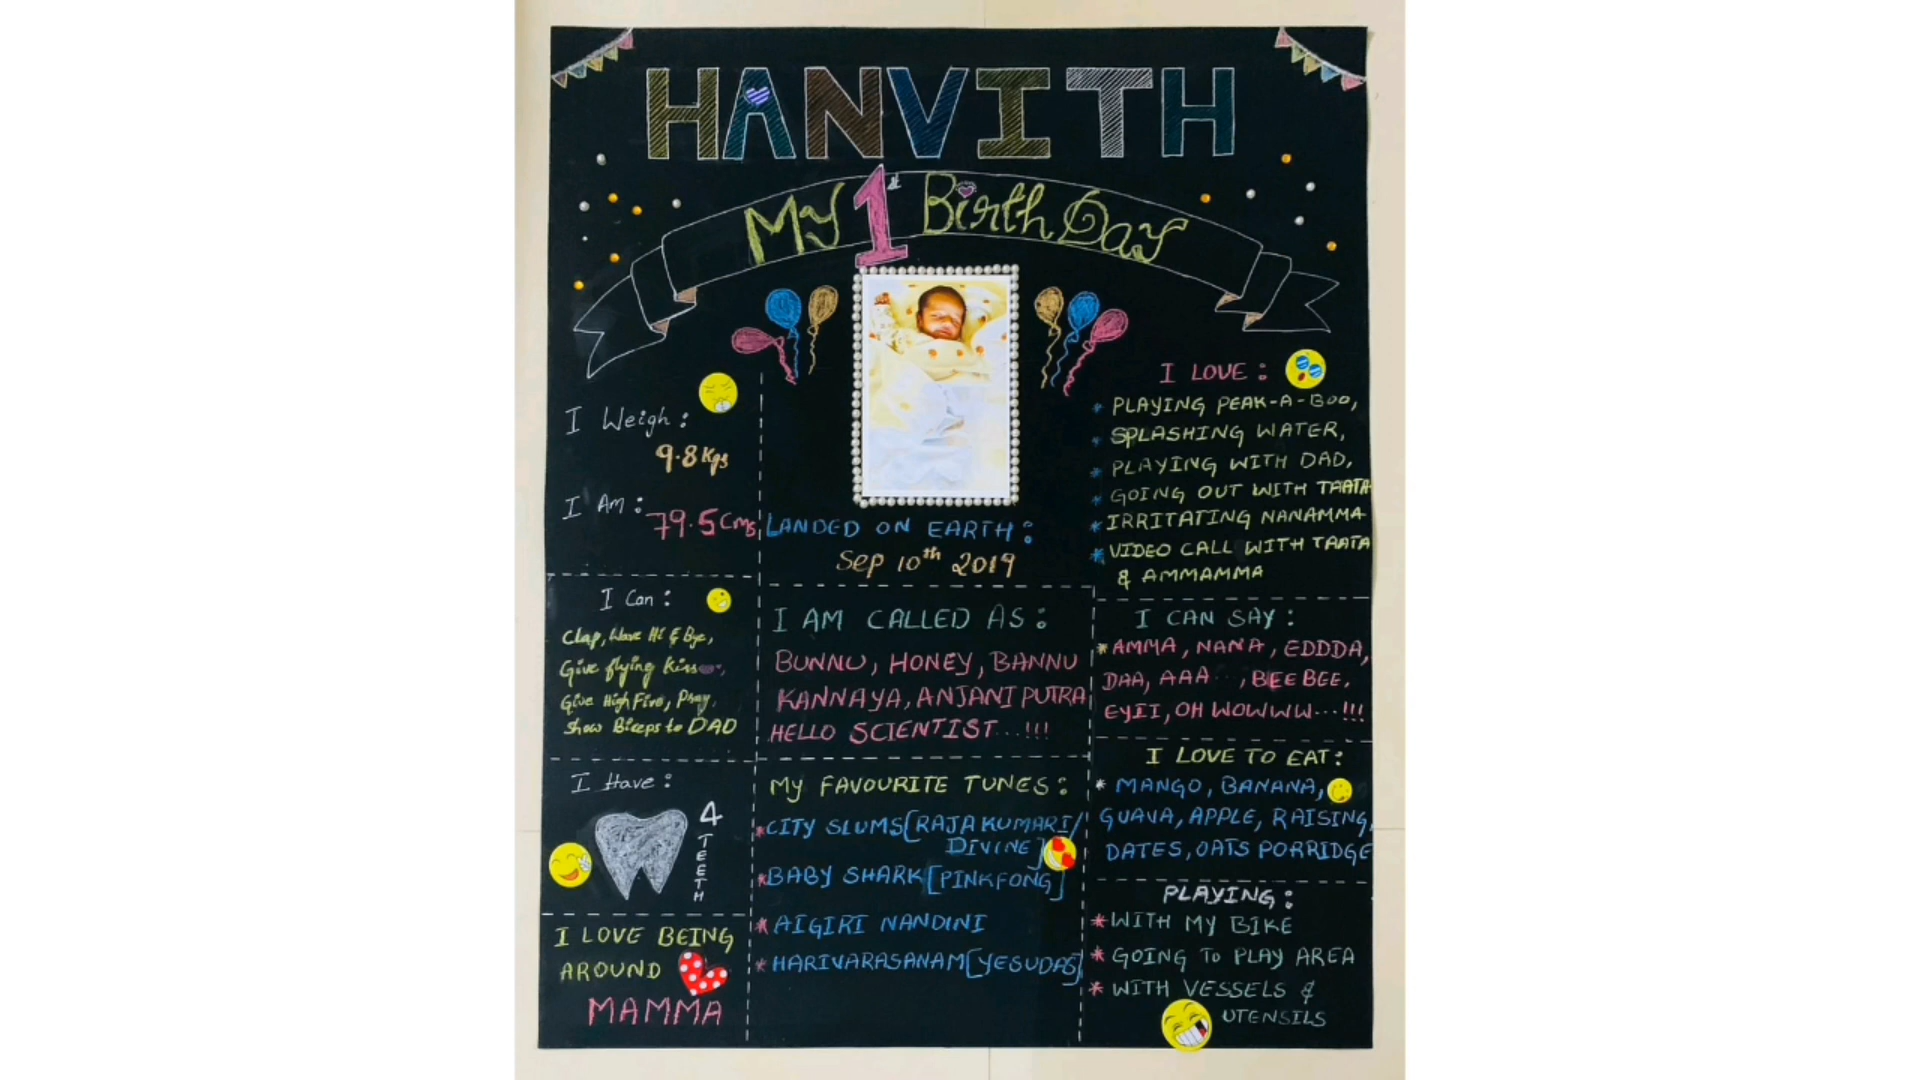 HANVITH
My 1st Birth Day
I Weigh:
9.8 Kgs
I Am:
79.5 Cms
LANDED ON EARTH:
Sep 10th 2019
I LOVE:
* PLAYING PEAK-A-BOO,
* SPLASHING WATER,
* PLAYING WITH DAD,
* GOING OUT WITH TAATA
* IRRITATING NANAMMA
* VIDEO CALL WITH TAATA
& AMMAMMA
I Can:
Clap, Wave Hi & Bye,
Give flying Kiss,
Give High Five, Pray,
Show Biceps to DAD
I AM CALLED AS:
BUNNU, HONEY, BANNU
KANNAYA, ANJANI PUTRA
HELLO SCIENTIST...!!!
I CAN SAY:
* AMMA, NANA, EDDDA,
DAA, AAA.., BEE BEE,
EYII, OH WOWWW...!!!
I Have:
4 TEETH
MY FAVOURITE TUNES:
* CITY SLUMS [RAJA KUMARI/
DIVINE]
* BABY SHARK [PINKFONG]
* AIGIRI NANDINI
* HARIVARASANAM [YESUDAS]
I LOVE TO EAT:
* MANGO, BANANA,
GUAVA, APPLE, RAISING,
DATES, OATS PORRIDGE
I LOVE BEING
AROUND
MAMMA
PLAYING:
* WITH MY BIKE
* GOING TO PLAY AREA
* WITH VESSELS &
UTENSILS